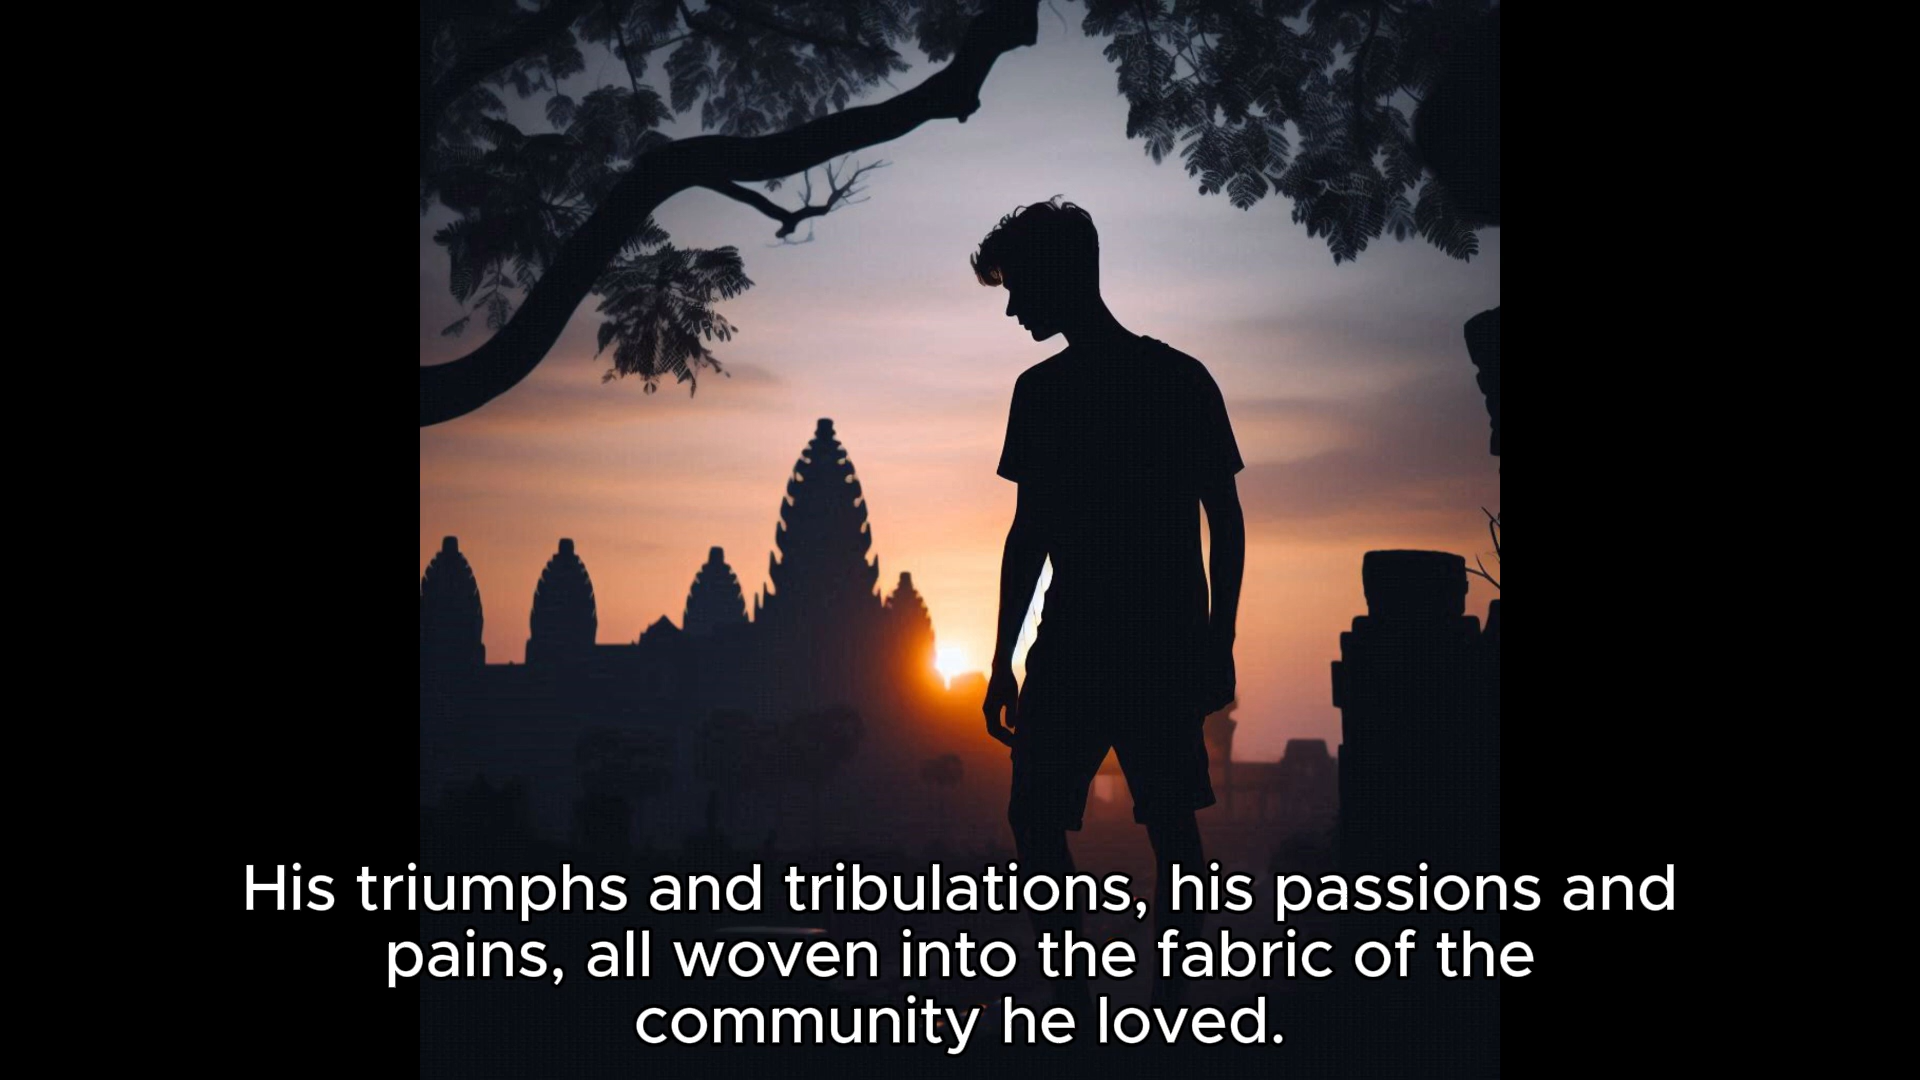 His triumphs and tribulations, his passions and
pains, all woven into the fabric of the
community he loved.